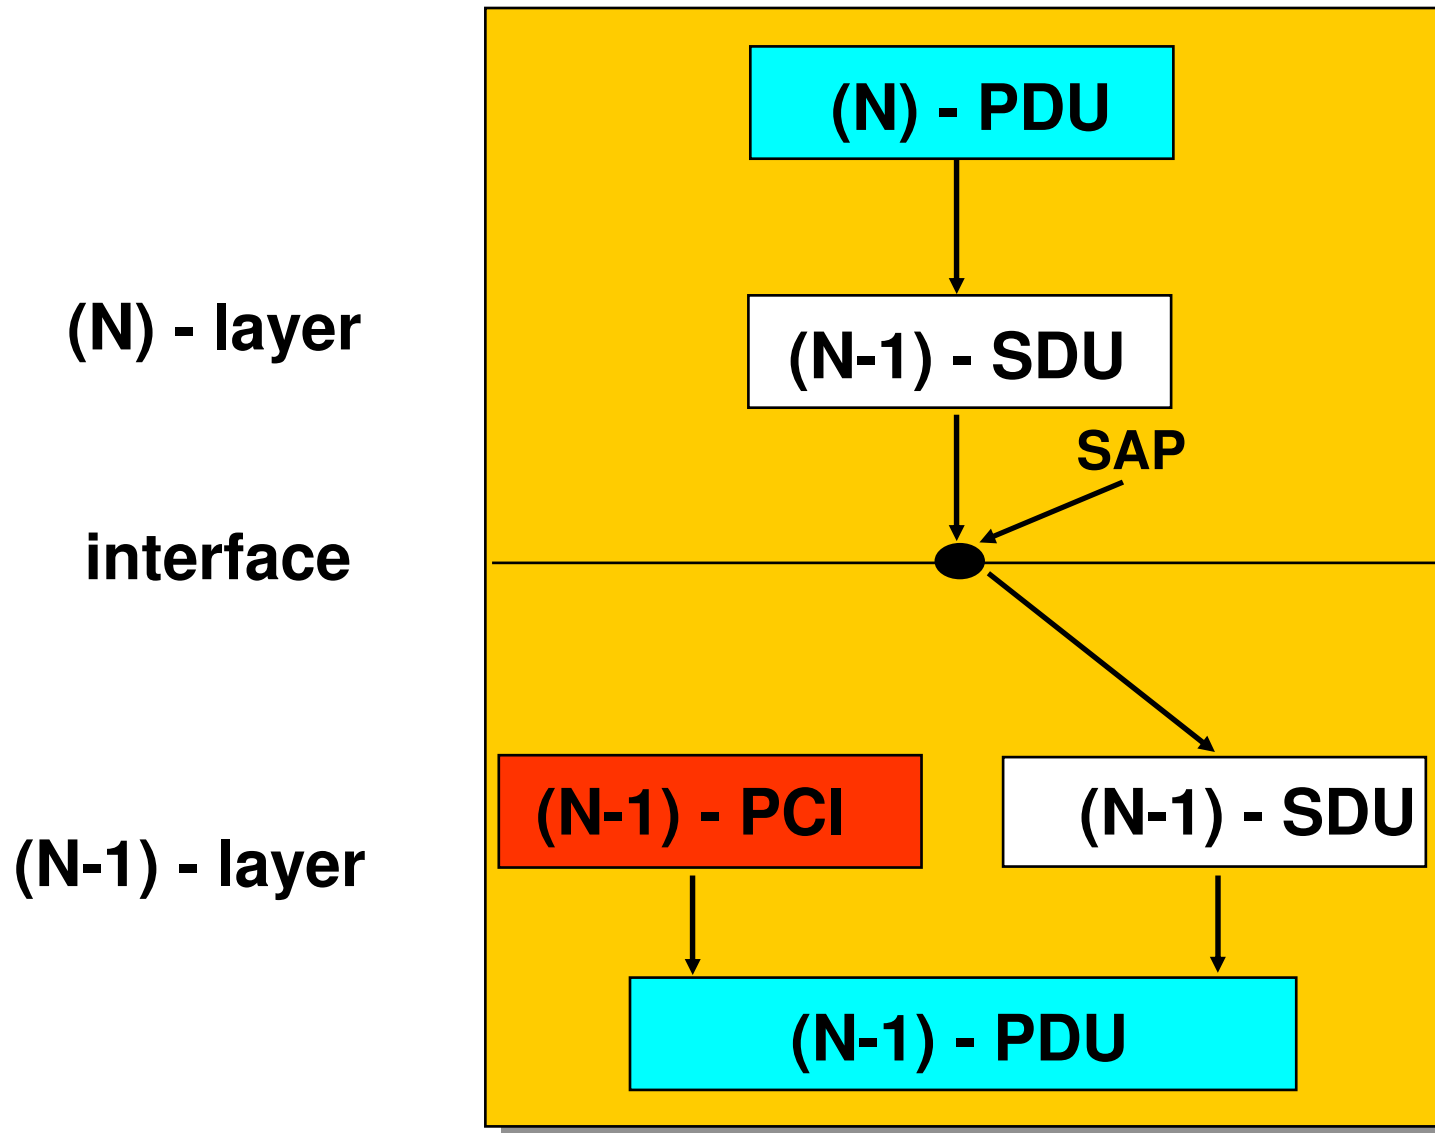 (N) - PDU
(N) - layer
(N-1) - SDU
SAP
interface
(N-1) - PCI
(N-1) - SDU
(N-1) - layer
(N-1) - PDU